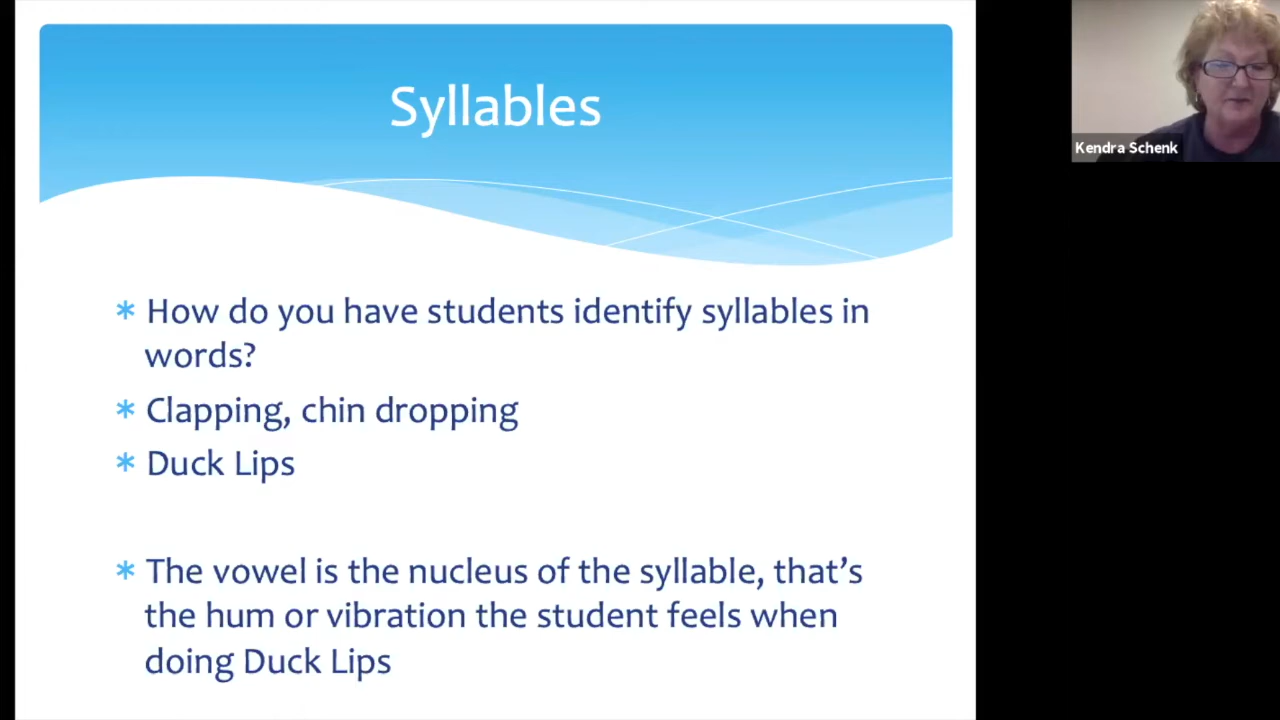 Syllables
Kendra Schenk
* How do you have students identify syllables in
words?
* Clapping, chin dropping
* Duck Lips
* The vowel is the nucleus of the syllable, that’s
the hum or vibration the student feels when
doing Duck Lips